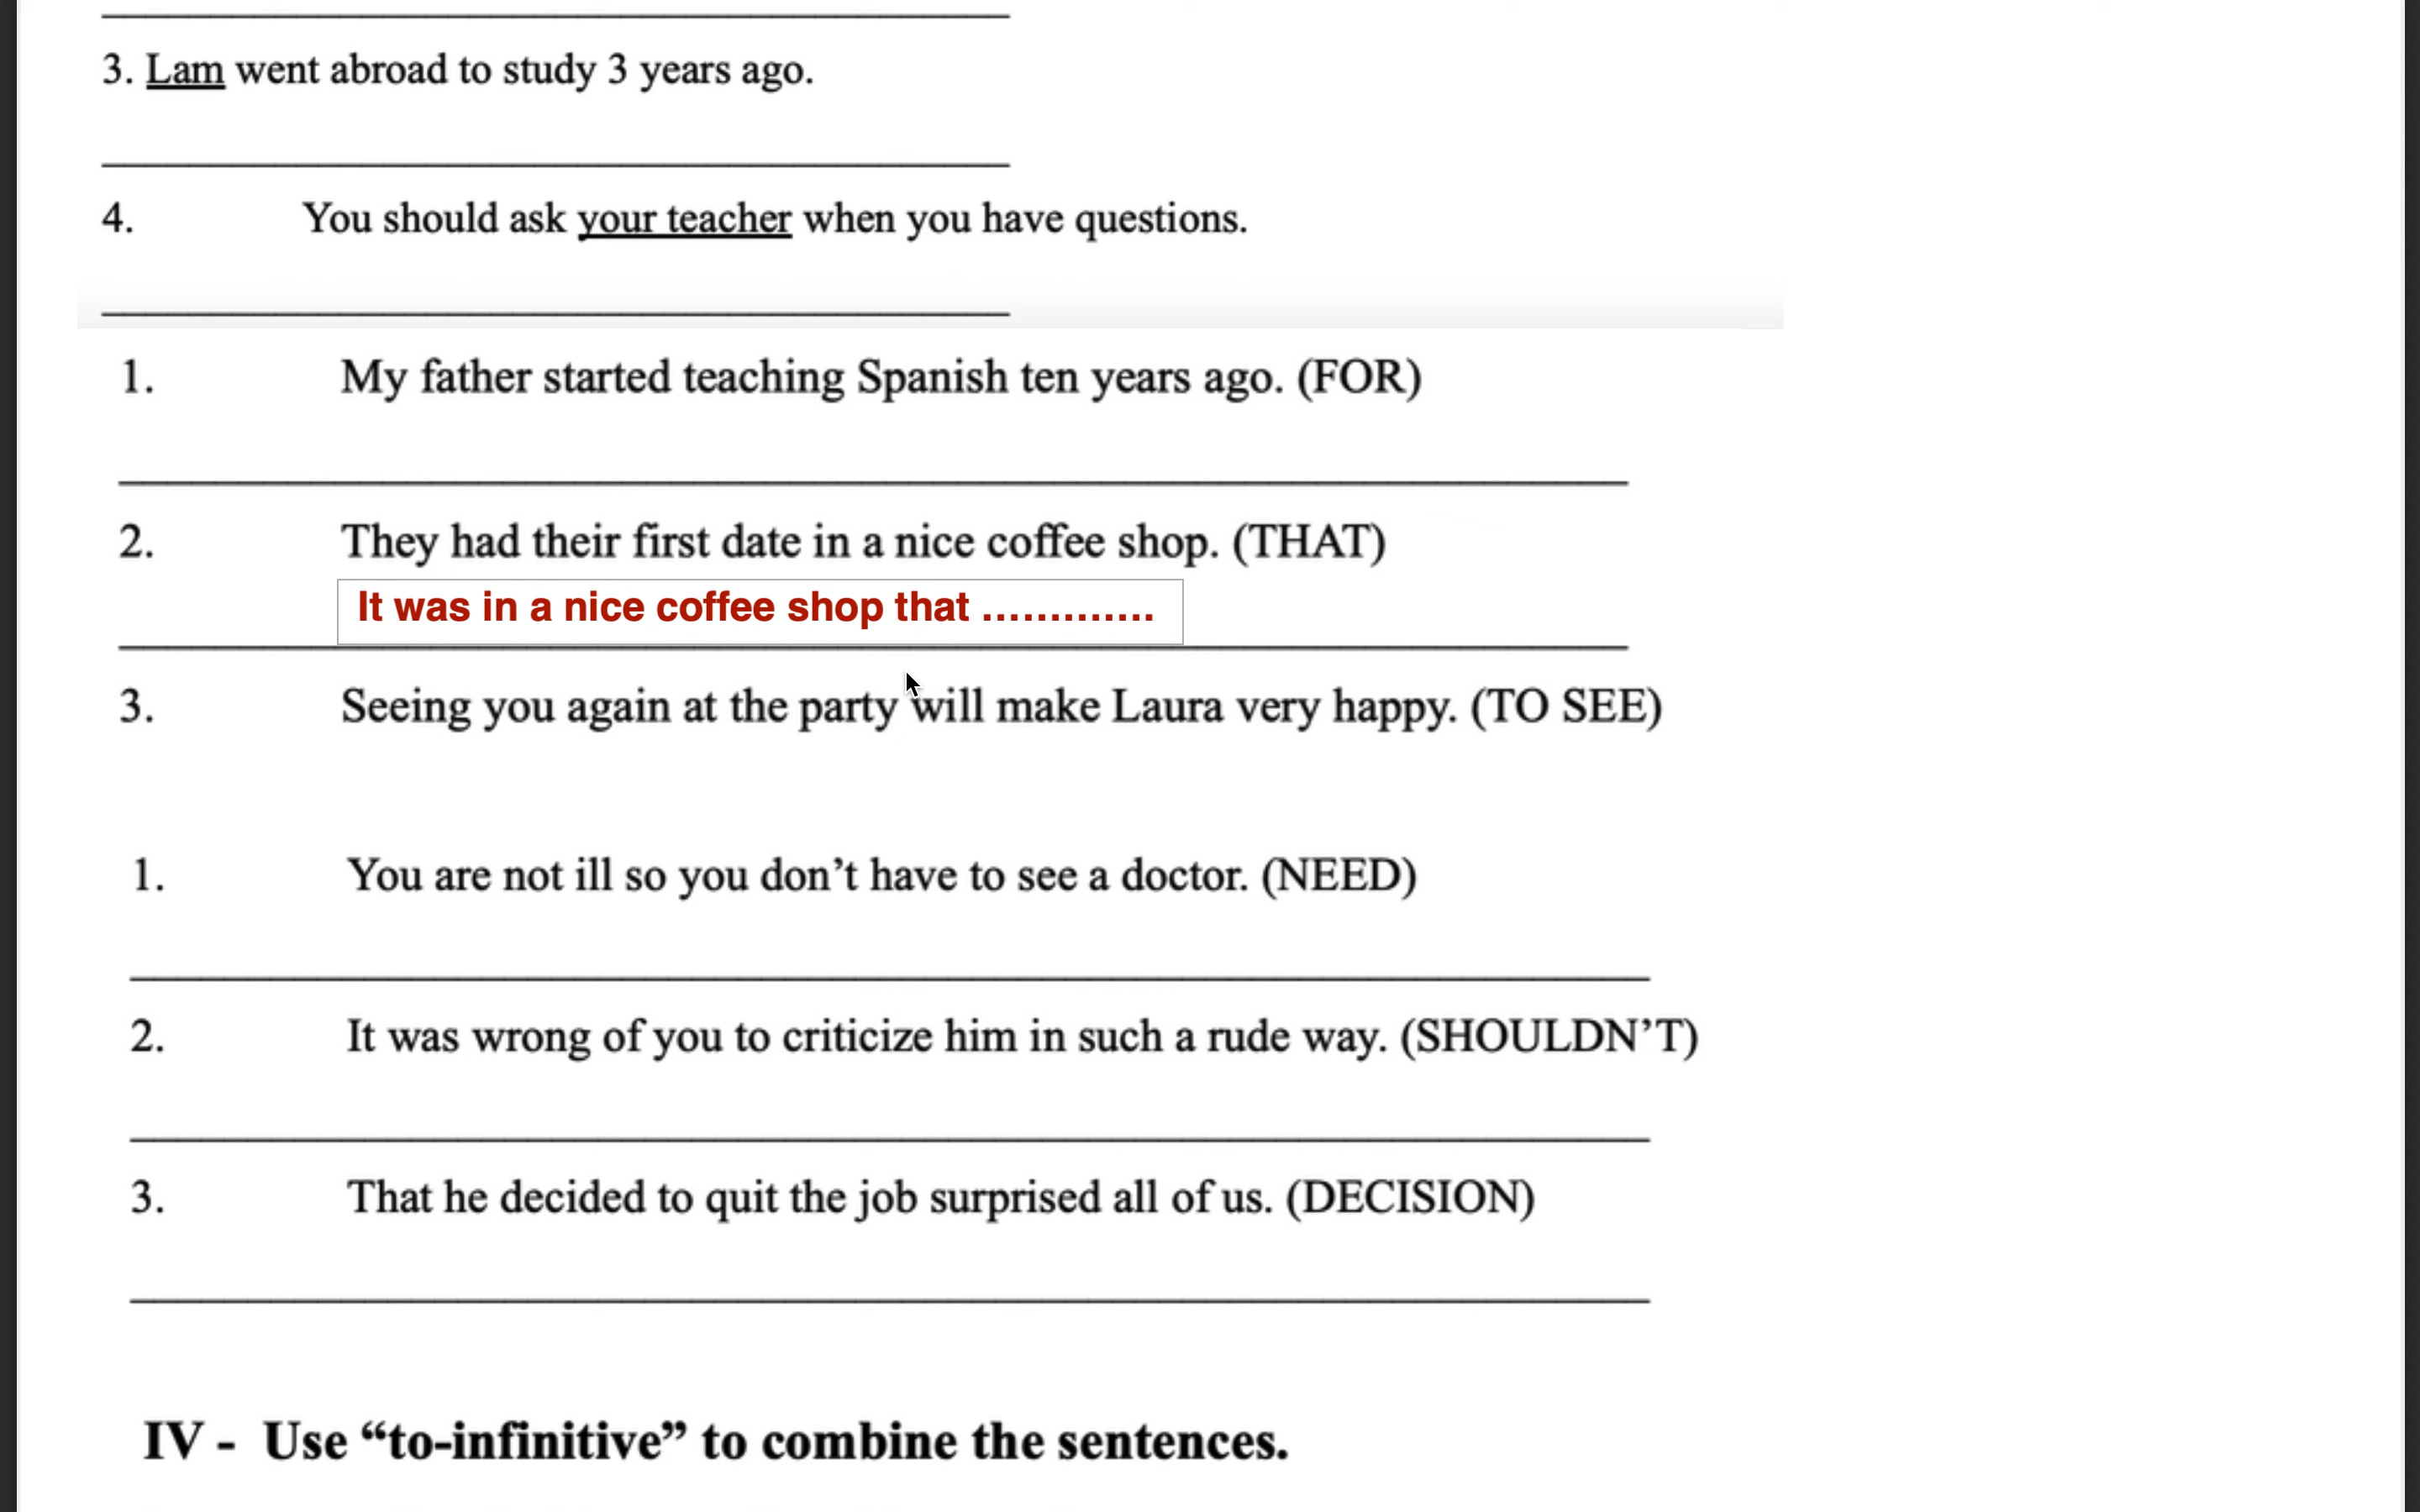 3. Lam went abroad to study 3 years ago.
4. You should ask your teacher when you have questions.
1. My father started teaching Spanish ten years ago. (FOR)
2. They had their first date in a nice coffee shop. (THAT)
It was in a nice coffee shop that .............
3. Seeing you again at the party will make Laura very happy. (TO SEE)
1. You are not ill so you don’t have to see a doctor. (NEED)
2. It was wrong of you to criticize him in such a rude way. (SHOULDN’T)
3. That he decided to quit the job surprised all of us. (DECISION)
IV - Use “to-infinitive” to combine the sentences.